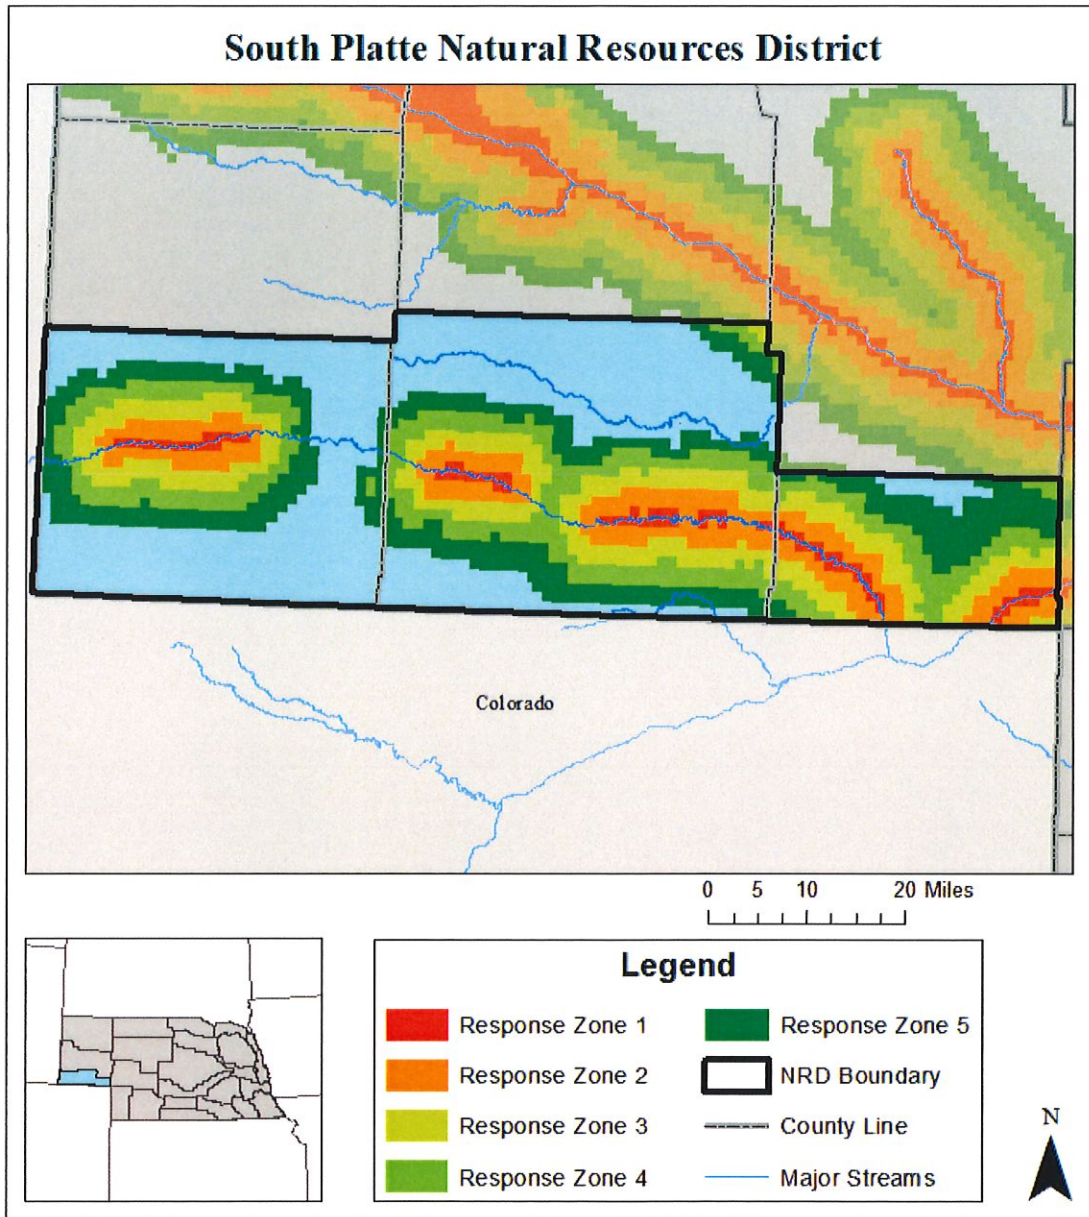 South Platte Natural Resources District
Colorado
0 5 10 20 Miles
Legend
Response Zone 1
Response Zone 2
Response Zone 3
Response Zone 4
Response Zone 5
NRD Boundary
County Line
Major Streams
N